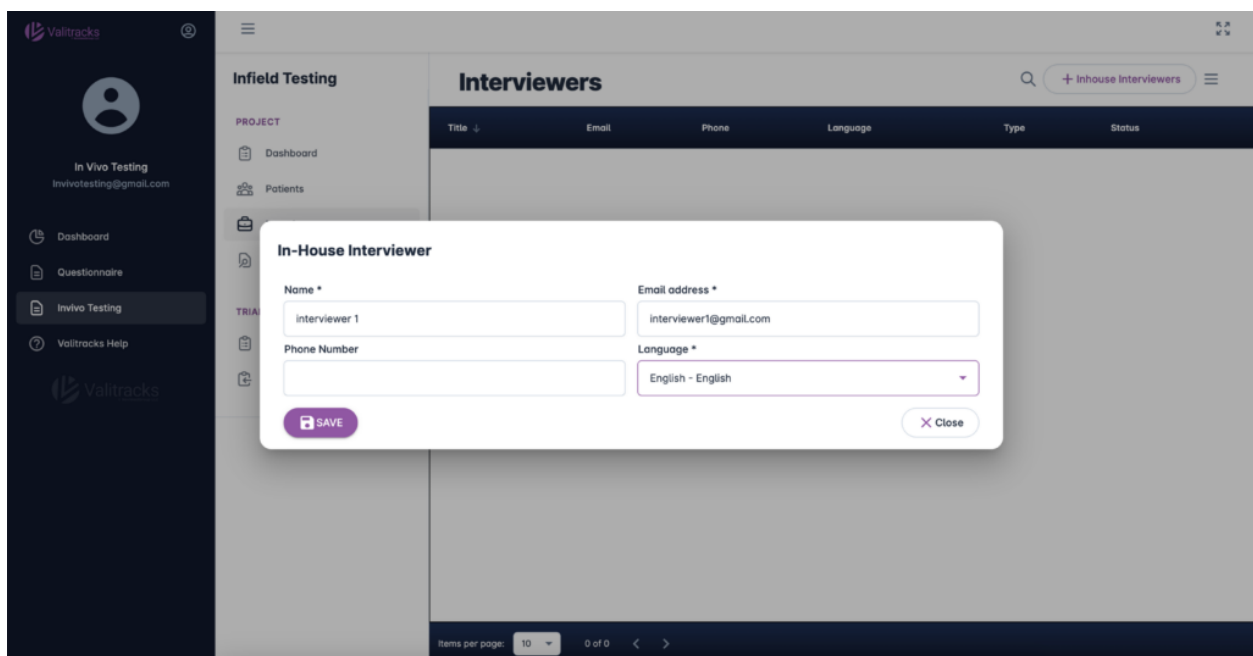 Valitracks
In Vivo Testing
Invivotesting@gmail.com
Dashboard
Questionnaire
Invivo Testing
Valitracks Help
Valitracks
Infield Testing
PROJECT
Dashboard
Patients
TRIA
Interviewers
+ Inhouse Interviewers
Title ↓ Email Phone Language Type Status
In-House Interviewer
Name * Email address *
interviewer 1 interviewer1@gmail.com
Phone Number Language *
English - English
SAVE Close
Items per page: 10 0 of 0